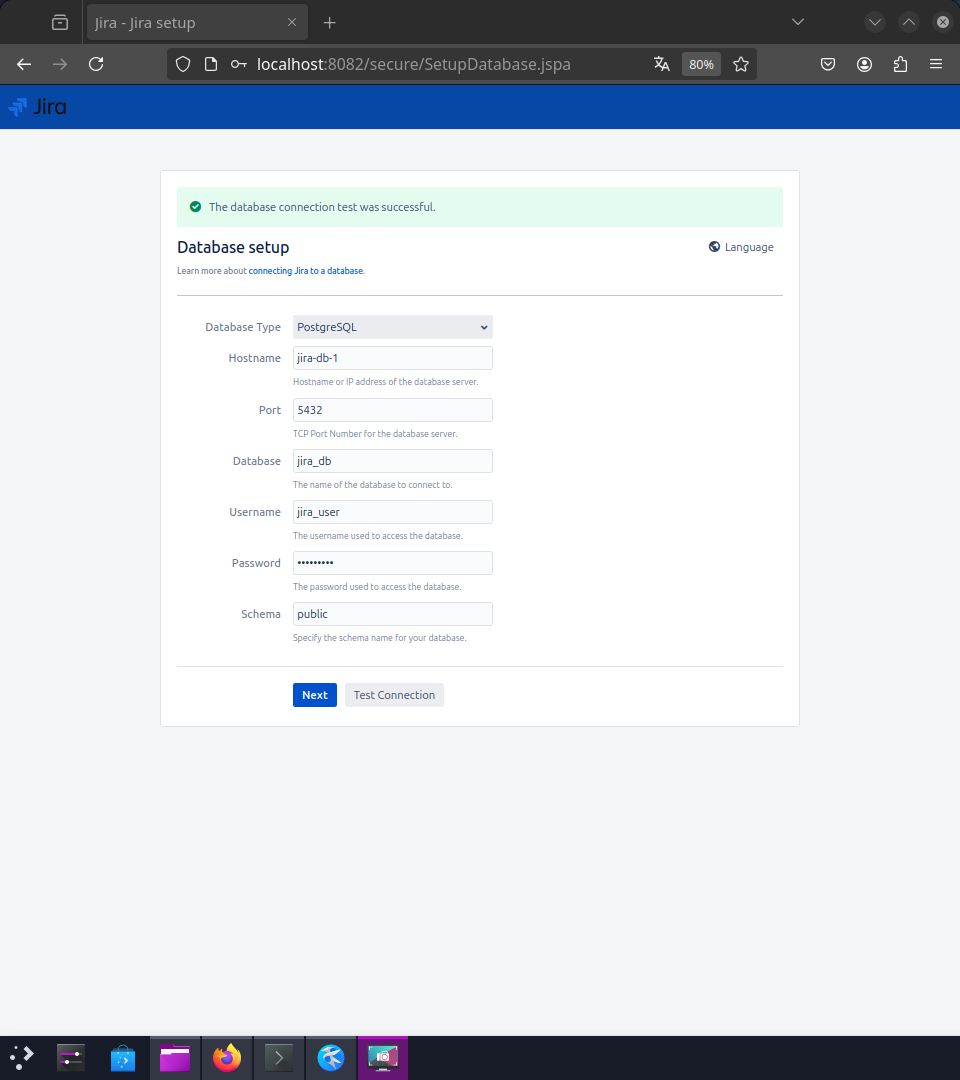 Jira - Jira setup
localhost:8082/secure/SetupDatabase.jspa
80%
Jira
The database connection test was successful.
Database setup
Language
Learn more about connecting Jira to a database.
Database Type
PostgreSQL
Hostname
jira-db-1
Hostname or IP address of the database server.
Port
5432
TCP Port Number for the database server.
Database
jira_db
The name of the database to connect to.
Username
jira_user
The username used to access the database.
Password
•••••••••
The password used to access the database.
Schema
public
Specify the schema name for your database.
Next
Test Connection